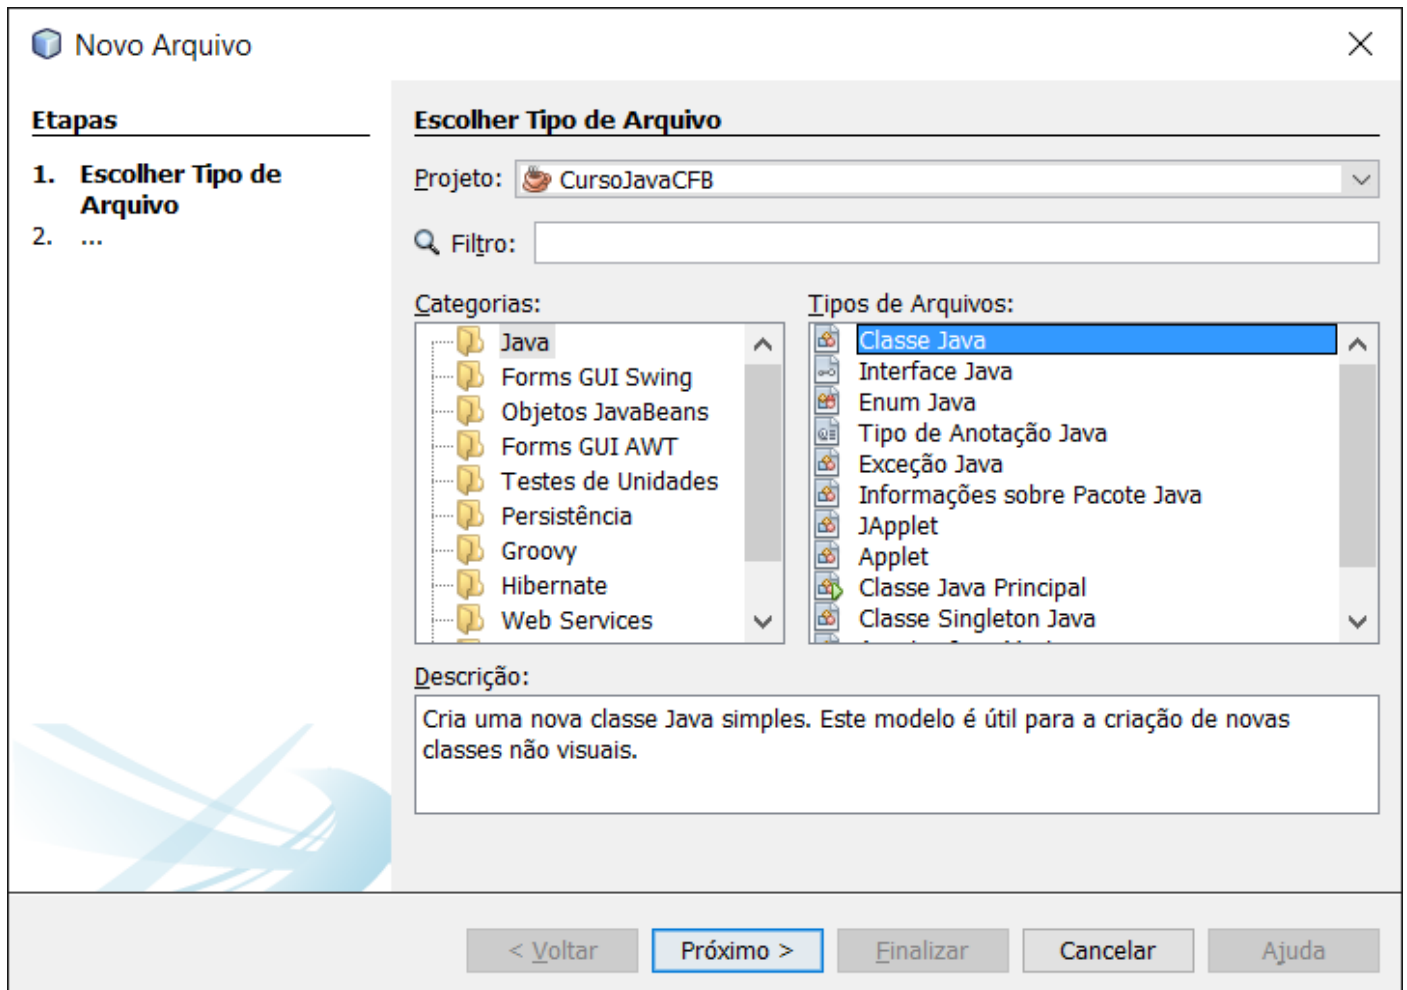 Novo Arquivo
Etapas
1. Escolher Tipo de
Arquivo
2. ...
Escolher Tipo de Arquivo
Projeto: CursoJavaCFB
Filtro:
Categorias:
Java
Forms GUI Swing
Objetos JavaBeans
Forms GUI AWT
Testes de Unidades
Persistência
Groovy
Hibernate
Web Services
Tipos de Arquivos:
Classe Java
Interface Java
Enum Java
Tipo de Anotação Java
Exceção Java
Informações sobre Pacote Java
JApplet
Applet
Classe Java Principal
Classe Singleton Java
Descrição:
Cria uma nova classe Java simples. Este modelo é útil para a criação de novas
classes não visuais.
< Voltar
Próximo >
Finalizar
Cancelar
Ajuda